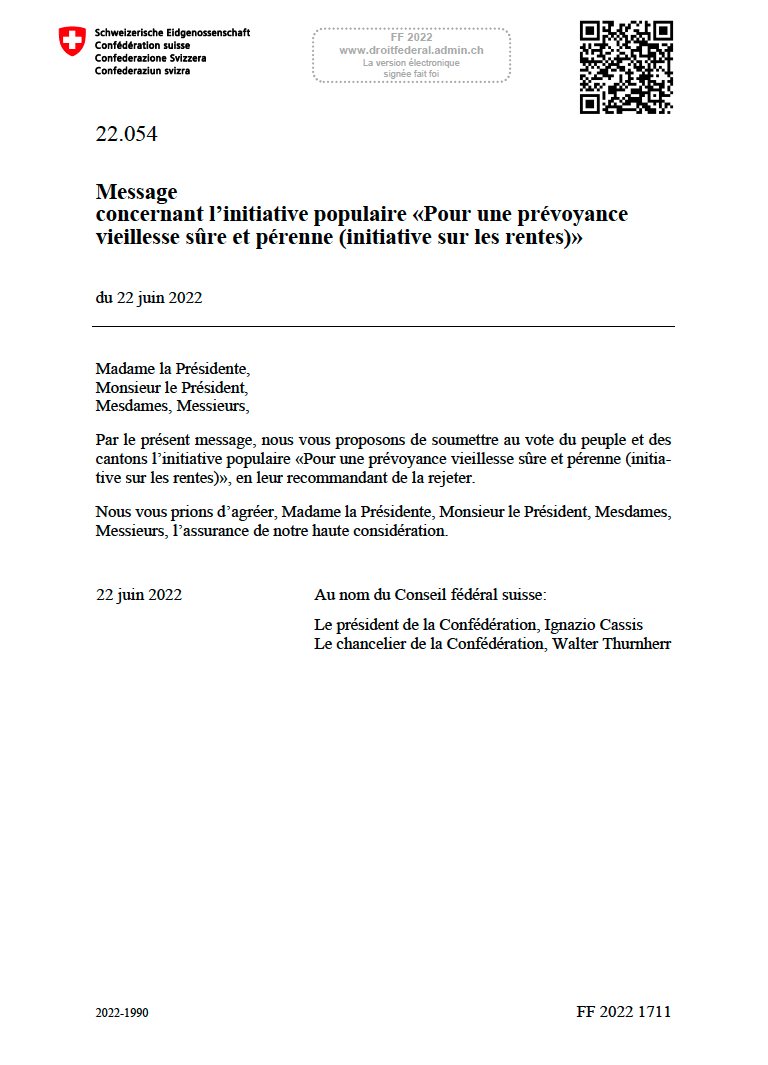 Schweizerische Eidgenossenschaft
Confédération suisse
Confederazione Svizzera
Confederaziun svizra
FF 2022
www.droitfederal.admin.ch
La version électronique
signée fait foi
22.054
Message
concernant l’initiative populaire «Pour une prévoyance
vieillesse sûre et pérenne (initiative sur les rentes)»
du 22 juin 2022
Madame la Présidente,
Monsieur le Président,
Mesdames, Messieurs,
Par le présent message, nous vous proposons de soumettre au vote du peuple et des
cantons l’initiative populaire «Pour une prévoyance vieillesse sûre et pérenne (initia-
tive sur les rentes)», en leur recommandant de la rejeter.
Nous vous prions d’agréer, Madame la Présidente, Monsieur le Président, Mesdames,
Messieurs, l’assurance de notre haute considération.
22 juin 2022
Au nom du Conseil fédéral suisse:
Le président de la Confédération, Ignazio Cassis
Le chancelier de la Confédération, Walter Thurnherr
2022-1990
FF 2022 1711